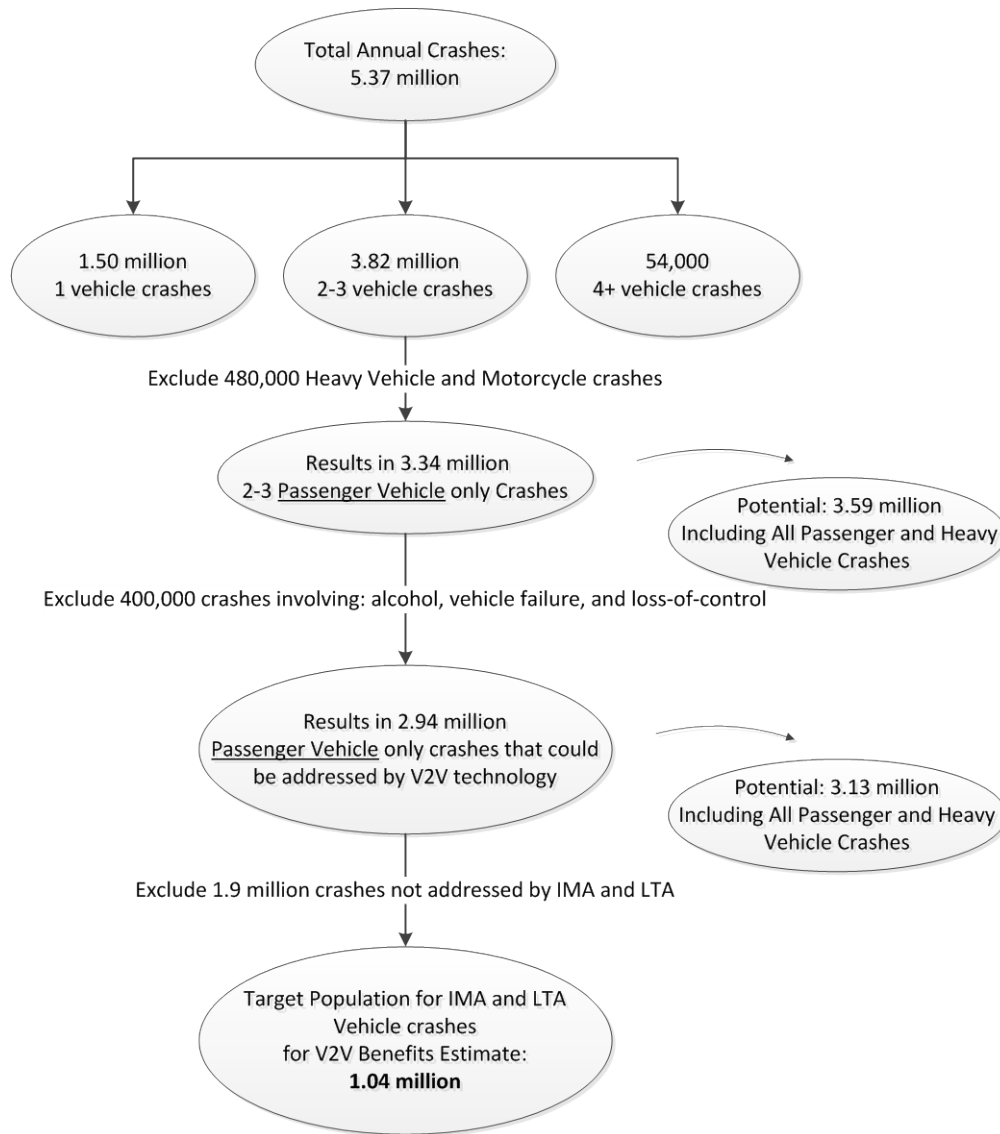 Total Annual Crashes:
5.37 million
1.50 million
1 vehicle crashes
3.82 million
2-3 vehicle crashes
54,000
4+ vehicle crashes
Exclude 480,000 Heavy Vehicle and Motorcycle crashes
Results in 3.34 million
2-3 Passenger Vehicle only Crashes
Potential: 3.59 million
Including All Passenger and Heavy
Vehicle Crashes
Exclude 400,000 crashes involving: alcohol, vehicle failure, and loss-of-control
Results in 2.94 million
Passenger Vehicle only crashes that could
be addressed by V2V technology
Potential: 3.13 million
Including All Passenger and Heavy
Vehicle Crashes
Exclude 1.9 million crashes not addressed by IMA and LTA
Target Population for IMA and LTA
Vehicle crashes
for V2V Benefits Estimate:
1.04 million